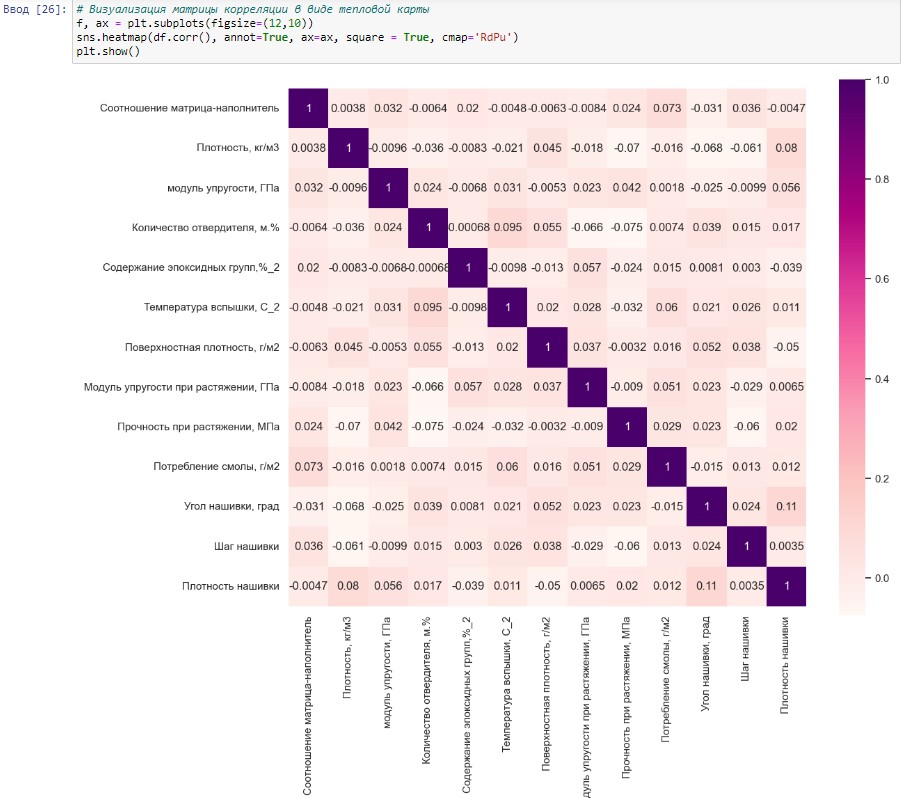 Ввод [26]: # Визуализация матрицы корреляции в виде тепловой карты
f, ax = plt.subplots(figsize=(12,10))
sns.heatmap(df.corr(), annot=True, ax=ax, square = True, cmap='RdPu')
plt.show()
Соотношение матрица-наполнитель 1 0.0038 0.032 -0.0064 0.02 -0.0048 -0.0063 -0.0084 0.024 0.073 -0.031 0.036 -0.0047
Плотность, кг/м3 0.0038 1 -0.0096 -0.036 -0.0083 -0.021 0.045 -0.018 -0.07 -0.016 -0.068 -0.061 0.08
модуль упругости, ГПа 0.032 -0.0096 1 0.024 -0.0068 0.031 -0.0053 0.023 0.042 0.0018 -0.025 -0.0099 0.056
Количество отвердителя, м.% -0.0064 -0.036 0.024 1 0.00068 0.095 0.055 -0.066 -0.075 0.0074 0.039 0.015 0.017
Содержание эпоксидных групп,%_2 0.02 -0.0083 -0.0068 -0.00068 1 -0.0098 -0.013 0.057 -0.024 0.015 0.0081 0.003 -0.039
Температура вспышки, С_2 -0.0048 -0.021 0.031 0.095 -0.0098 1 0.02 0.028 -0.032 0.06 0.021 0.026 0.011
Поверхностная плотность, г/м2 -0.0063 0.045 -0.0053 0.055 -0.013 0.02 1 0.037 -0.0032 0.016 0.052 0.038 -0.05
Модуль упругости при растяжении, ГПа -0.0084 -0.018 0.023 -0.066 0.057 0.028 0.037 1 -0.009 0.051 0.023 -0.029 0.0065
Прочность при растяжении, МПа 0.024 -0.07 0.042 -0.075 -0.024 -0.032 -0.0032 -0.009 1 0.029 0.023 -0.06 0.02
Потребление смолы, г/м2 0.073 -0.016 0.0018 0.0074 0.015 0.06 0.016 0.051 0.029 1 -0.015 0.013 0.012
Угол нашивки, град -0.031 -0.068 -0.025 0.039 0.0081 0.021 0.052 0.023 0.023 -0.015 1 0.024 0.11
Шаг нашивки 0.036 -0.061 -0.0099 0.015 0.003 0.026 0.038 -0.029 -0.06 0.013 0.024 1 0.0035
Плотность нашивки -0.0047 0.08 0.056 0.017 -0.039 0.011 -0.05 0.0065 0.02 0.012 0.11 0.0035 1
Соотношение матрица-наполнитель
Плотность, кг/м3
модуль упругости, ГПа
Количество отвердителя, м.%
Содержание эпоксидных групп,%_2
Температура вспышки, С_2
Поверхностная плотность, г/м2
дуль упругости при растяжении, ГПа
Прочность при растяжении, МПа
Потребление смолы, г/м2
Угол нашивки, град
Шаг нашивки
Плотность нашивки
1.0
0.8
0.6
0.4
0.2
0.0